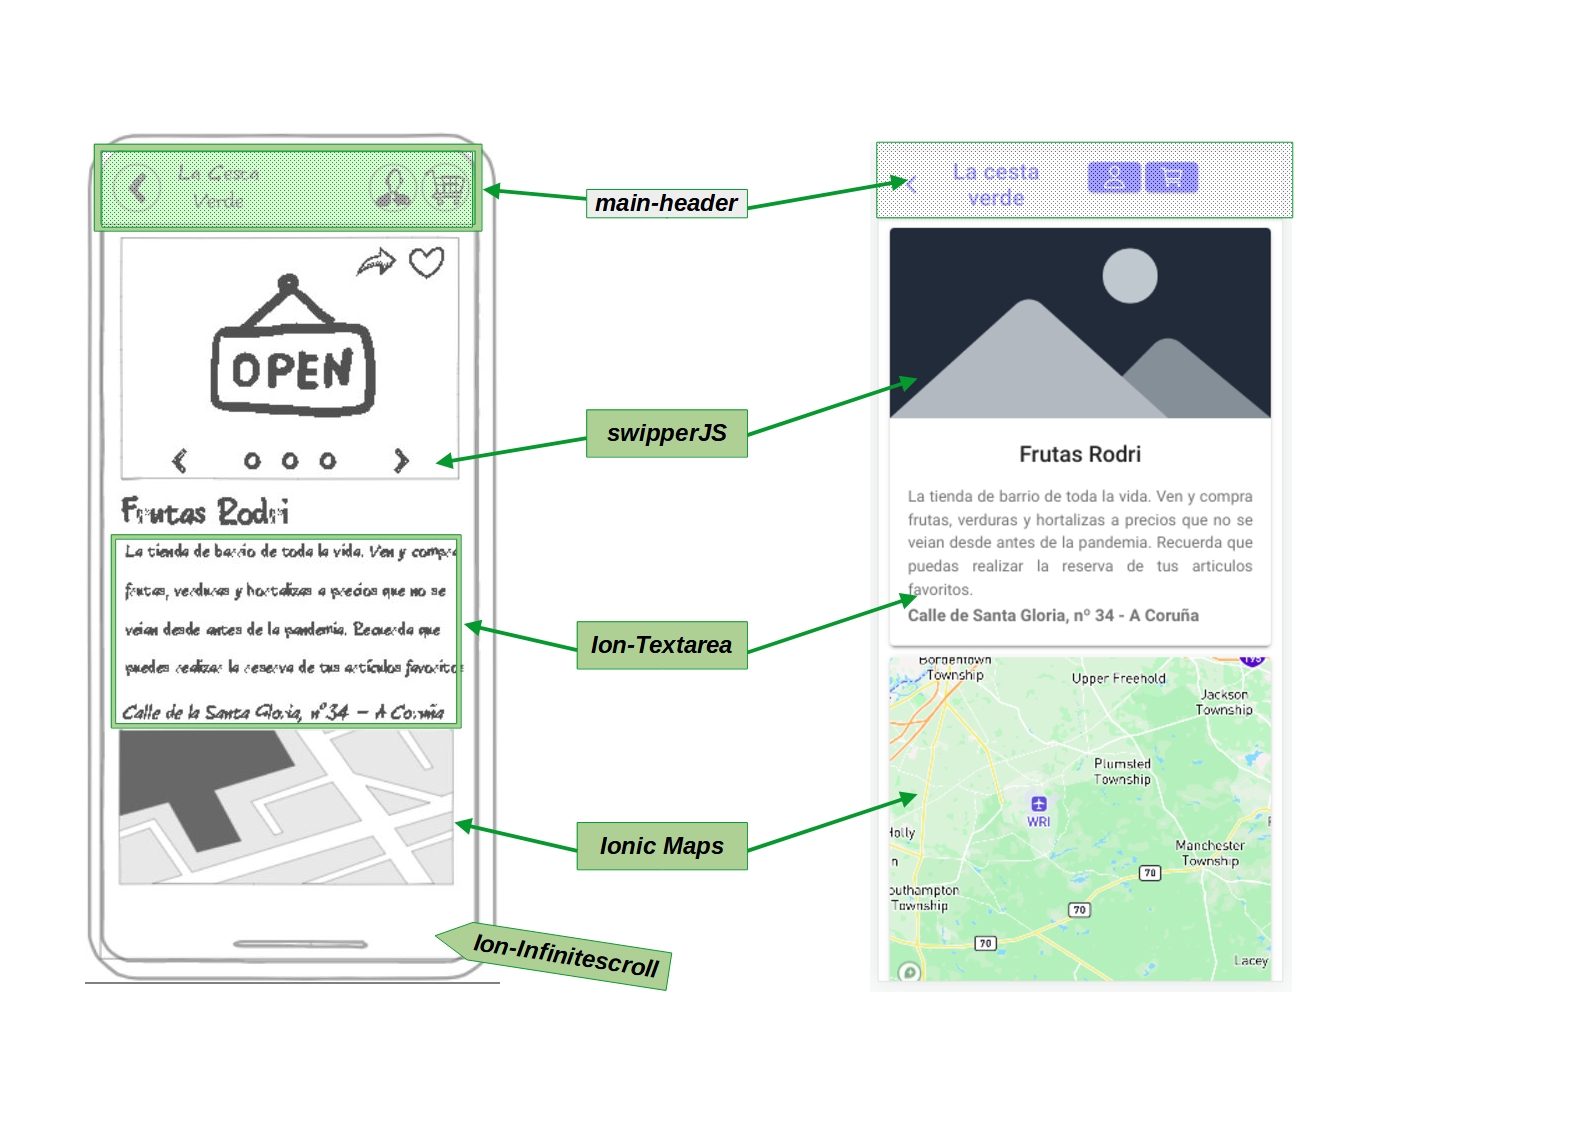 La Cesta
Verde
OPEN
Frutas Rodri
La tienda de barrio de toda la vida. Ven y compra
frutas, verduras y hortalizas a precios que no se
veían desde antes de la pandemia. Recuerda que
puedes realizar la reserva de tus artículos favoritos
Calle de la Santa Gloria, nº34 - A Coruña
main-header
swipperJS
Ion-Textarea
Ionic Maps
Ion-Infinitescroll
La cesta
verde
Frutas Rodri
La tienda de barrio de toda la vida. Ven y compra
frutas, verduras y hortalizas a precios que no se
veian desde antes de la pandemia. Recuerda que
puedas realizar la reserva de tus articulos
favoritos.
Calle de Santa Gloria, nº 34 - A Coruña
Bordentown
Township
195
Upper Freehold
Jackson
Township
Plumsted
Township
WRI
Holly
n
Manchester
Township
70
outhampton
Township
70
70
Lacey